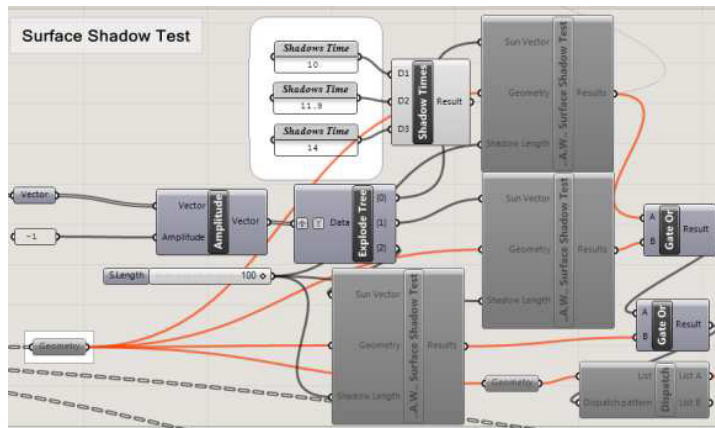 Surface Shadow Test
Shadows Time
10
Shadows Time
11.9
Shadows Time
14
D1
D2
D3
Shadow Times
Result
Sun Vector
Geometry
Shadow Length
..A.W.. Surface Shadow Test
Results
Vector
-1
Vector
Amplitude
Amplitude
Vector
Data
Explode Tree
{0}
{1}
{2}
Sun Vector
Geometry
Shadow Length
..A.W.. Surface Shadow Test
Results
A
B
Gate Or
Result
S.Length
100
Sun Vector
Geometry
Shadow Length
..A.W.. Surface Shadow Test
Results
A
B
Gate Or
Result
Geometry
Geometry
List
Dispatch pattern
Dispatch
List A
List B